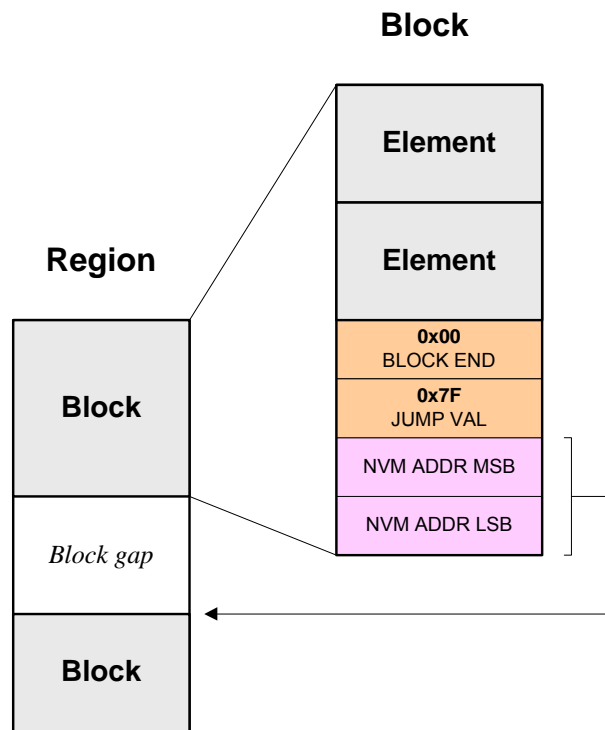 Block
Element
Element
0x00
BLOCK END
0x7F
JUMP VAL
NVM ADDR MSB
NVM ADDR LSB
Region
Block
Block gap
Block